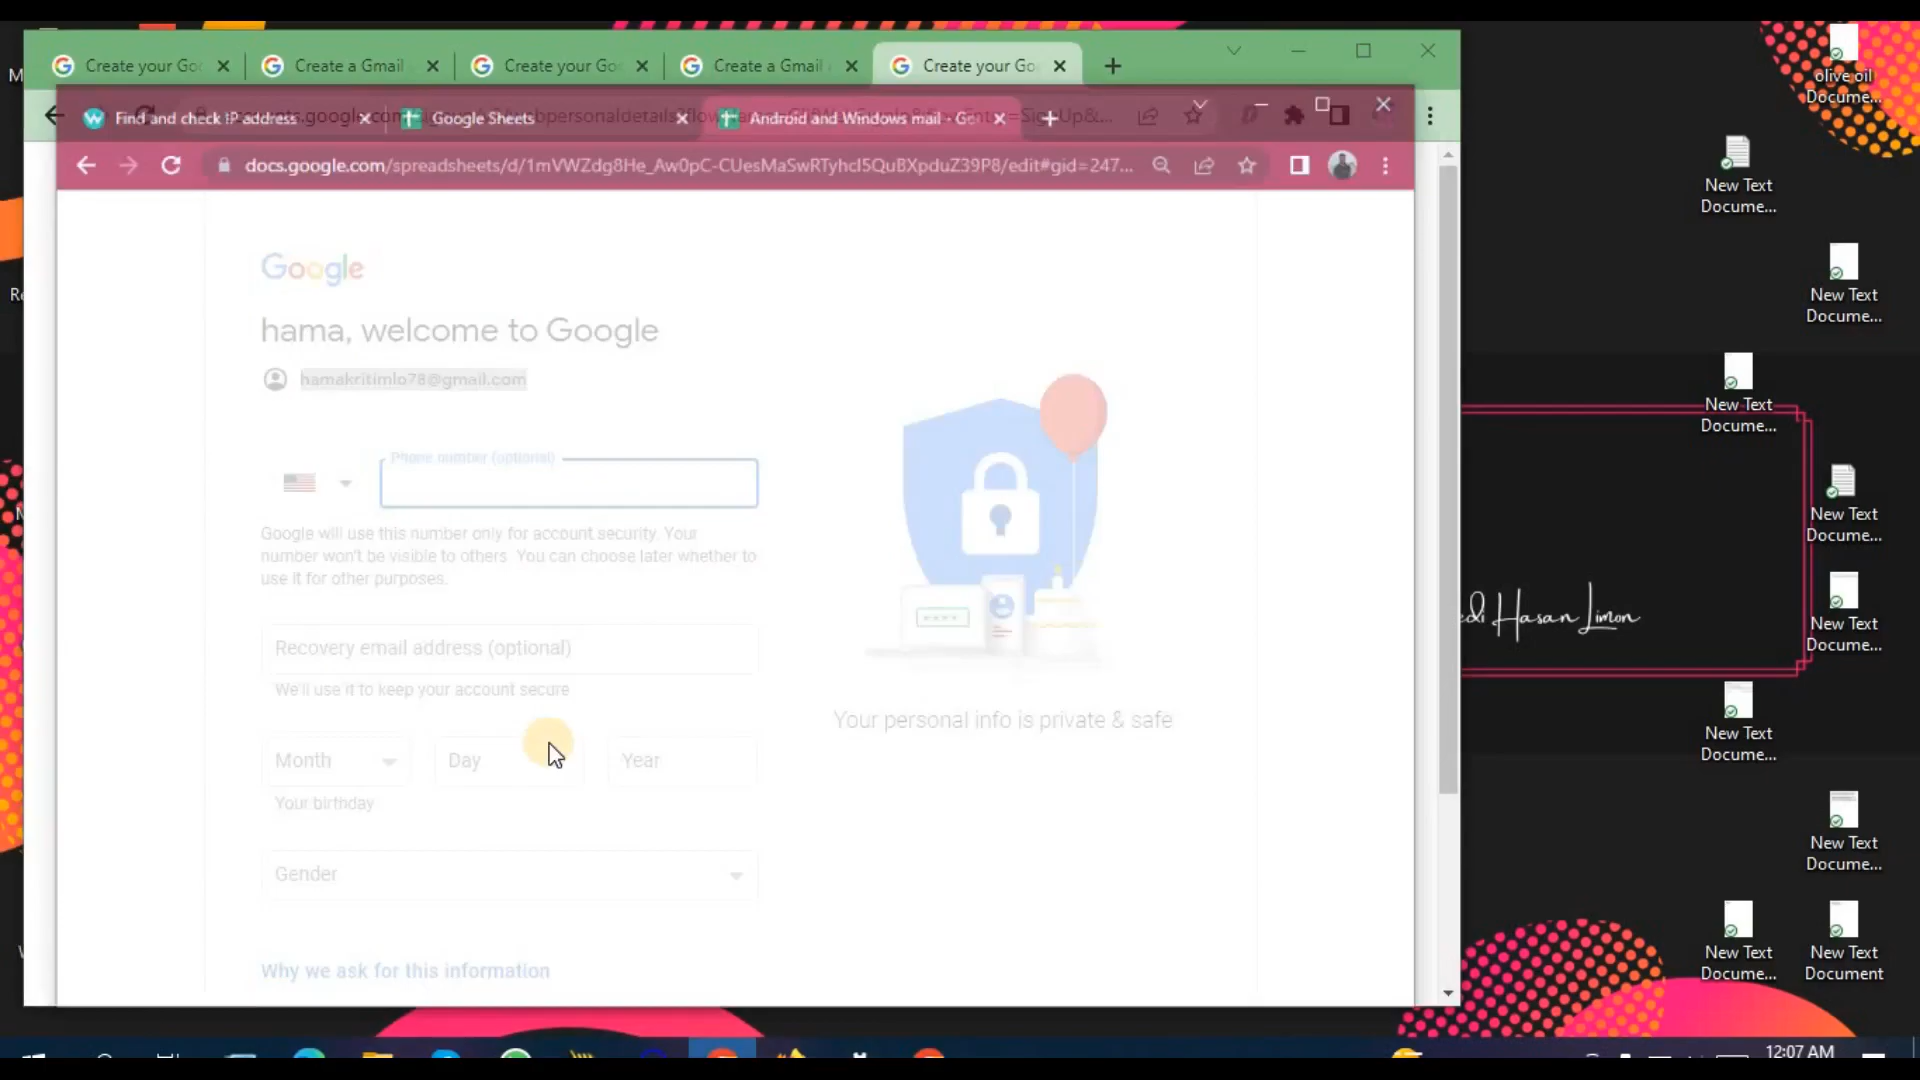 Create your Go
Create a Gmail
Create your Go
Create a Gmail
Create your Go
Find and check IP address
Google Sheets
Android and Windows mail - Go
docs.google.com/spreadsheets/d/1mVWZdg8He_Aw0pC-CUesMaSwRTyhcI5QuBXpduZ39P8/edit#gid=247...
Google
hama, welcome to Google
hamakritimlo78@gmail.com
Phone number (optional)
Google will use this number only for account security. Your
number won't be visible to others. You can choose later whether to
use it for other purposes.
Recovery email address (optional)
We'll use it to keep your account secure
Month
Day
Year
Your birthday
Gender
Why we ask for this information
Your personal info is private & safe
edi Hasan Limon
olive oil
Docume...
New Text
Docume...
New Text
Docume...
New Text
Docume...
New Text
Docume...
New Text
Docume...
New Text
Docume...
New Text
Docume...
New Text
Docume...
New Text
Document
12:07 AM